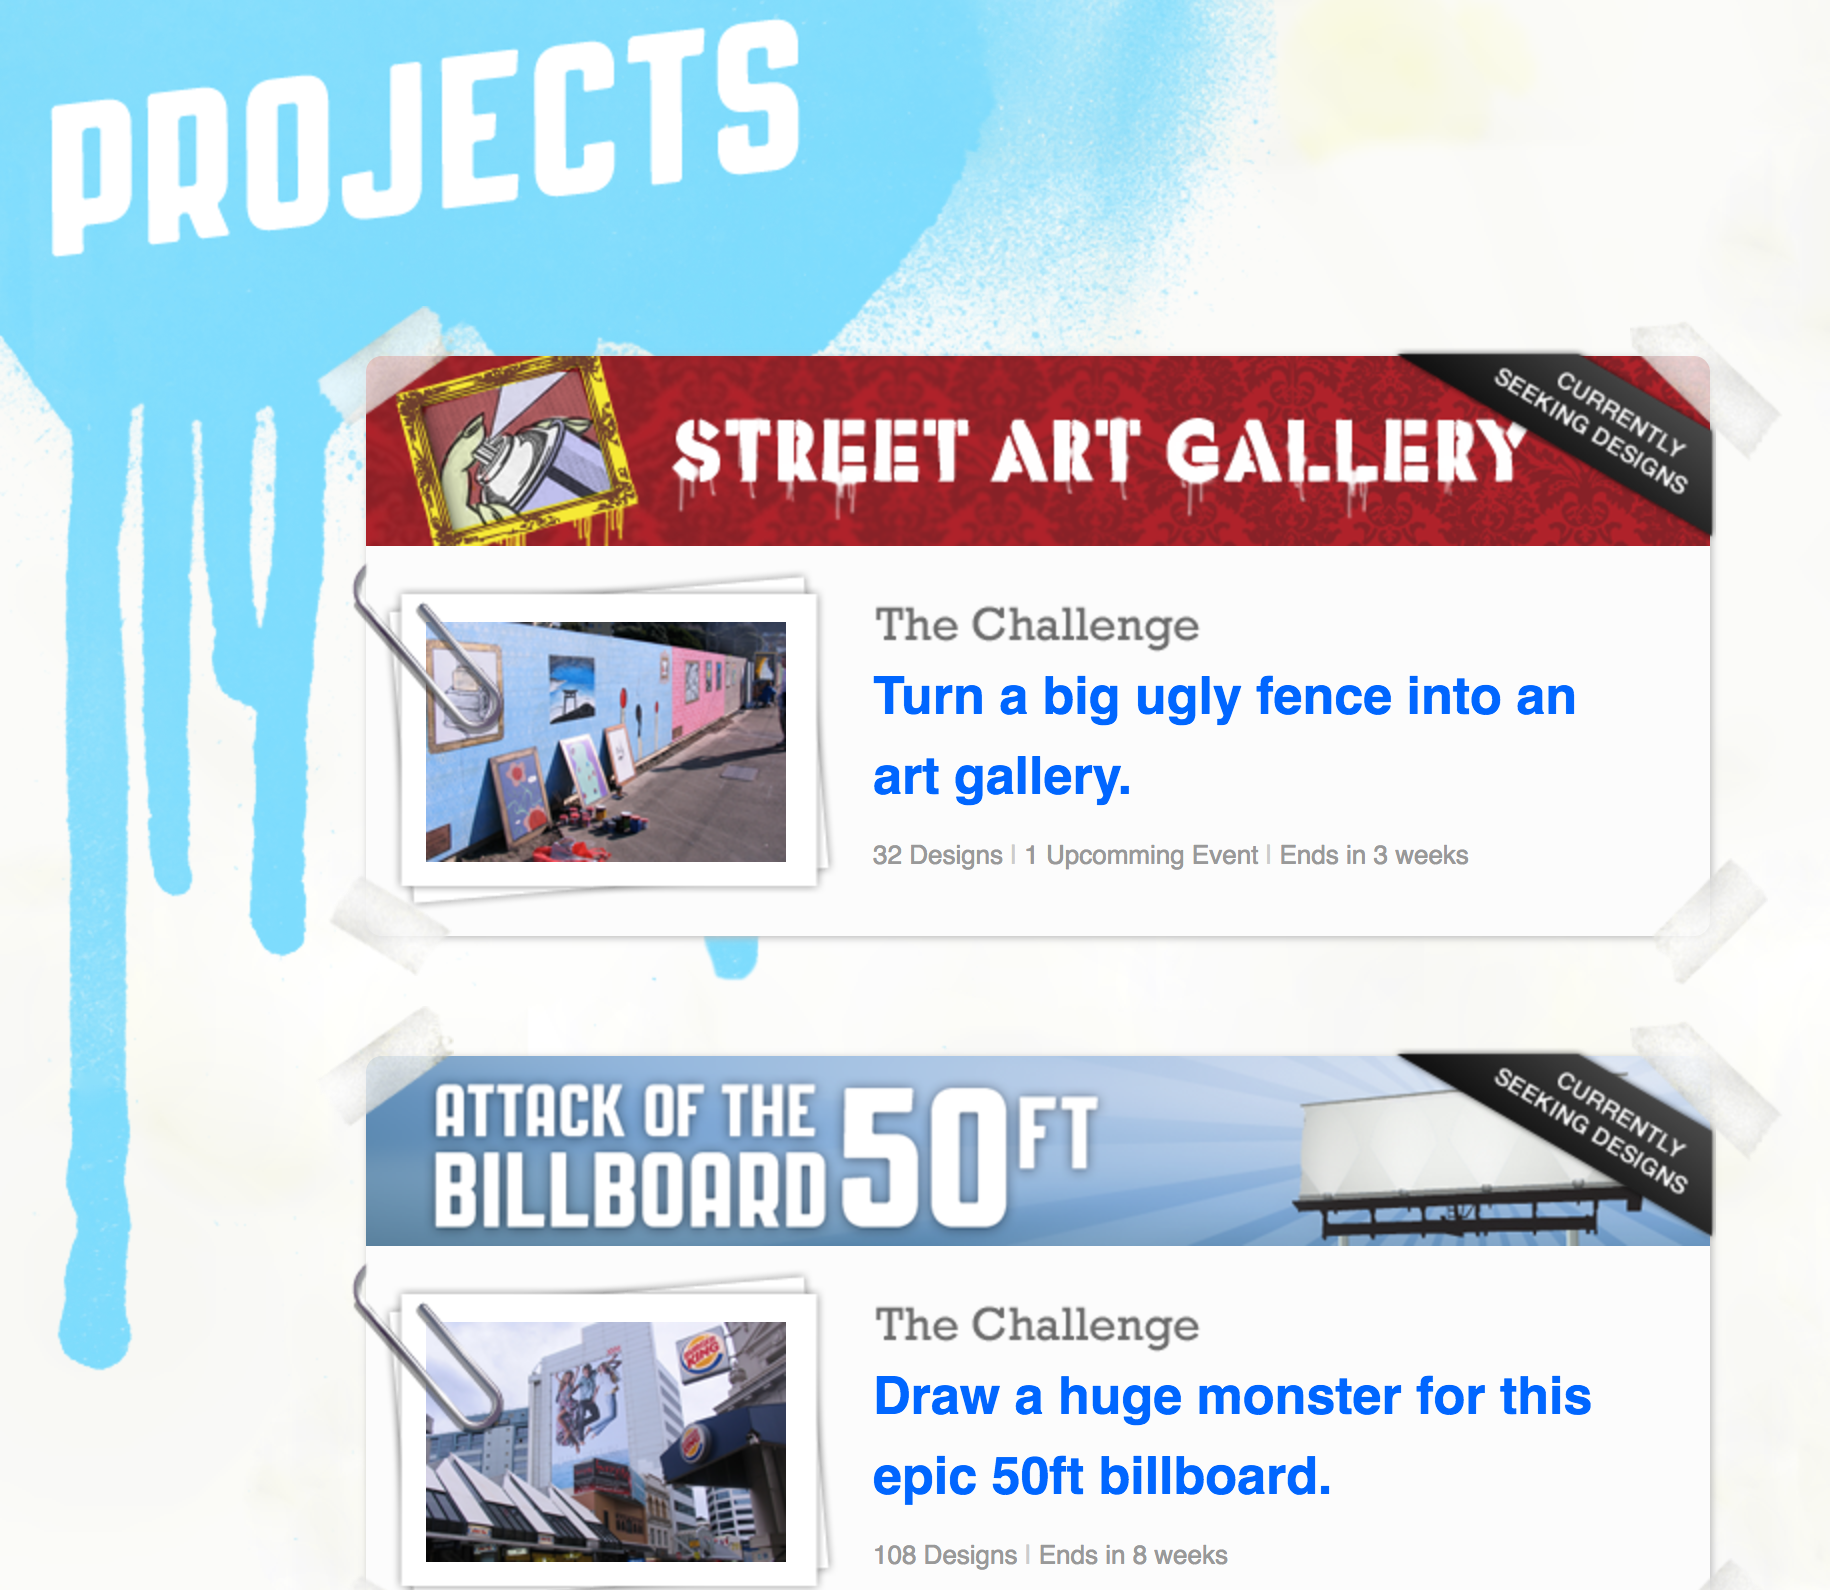 PROJECTS
STREET ART GALLERY
CURRENTLY
SEEKING DESIGNS
The Challenge
Turn a big ugly fence into an
art gallery.
32 Designs | 1 Upcomming Event | Ends in 3 weeks
ATTACK OF THE
BILLBOARD 50FT
CURRENTLY
SEEKING DESIGNS
BURGER
KING
The Challenge
Draw a huge monster for this
epic 50ft billboard.
108 Designs | Ends in 8 weeks